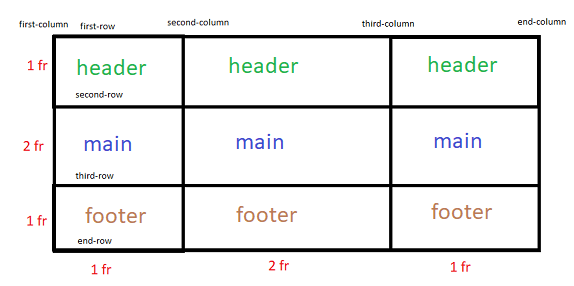 first-column first-row second-column third-column end-column
1 fr header header header
second-row
2 fr main main main
third-row
1 fr footer footer footer
end-row
1 fr 2 fr 1 fr